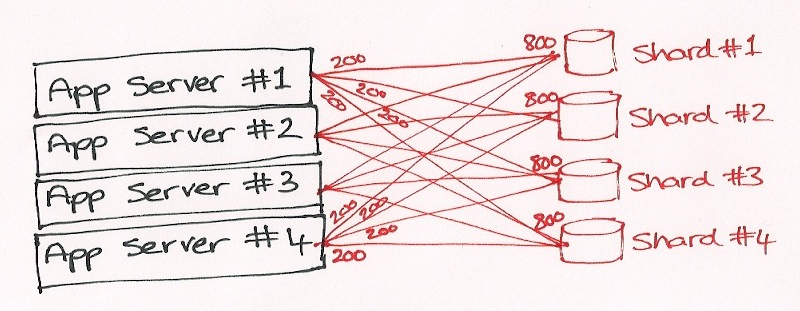 200
800
Shard #1
App Server #1
200
200
200
800
Shard #2
App Server #2
800
Shard #3
App Server #3
200
200
800
Shard #4
App Server #4
200
200